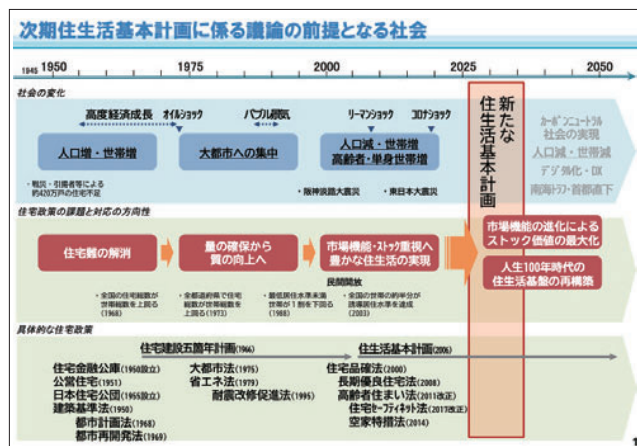 次期住生活基本計画に係る議論の前提となる社会
1945 1950 1975 2000 2025 2050
社会の変化
高度経済成長 オイルショック バブル景気 リーマンショック コロナショック
人口増・世帯増
大都市への集中
人口減・世帯増
高齢者・単身世帯増
・戦災・引揚者等による
約420万戸の住宅不足
・阪神淡路大震災 ・東日本大震災
新たな
住生活基本計画
カーボンニュートラル
社会の実現
人口減・世帯減
デジタル化・DX
南海トラフ・首都直下
住宅政策の課題と対応の方向性
住宅難の解消
量の確保から
質の向上へ
市場機能・ストック重視へ
豊かな住生活の実現
市場機能の進化による
ストック価値の最大化
人生100年時代の
住生活基盤の再構築
民間開放
・全国の住宅総数が
世帯総数を上回る
(1968)
・全都道府県で住宅
総数が世帯総数を
上回る(1973)
・最低居住水準未満
世帯が1割を下回る
(1988)
・全国の世帯の約半分が
誘導居住水準を達成
(2003)
具体的な住宅政策
住宅建設五箇年計画(1966)
住生活基本計画(2006)
住宅金融公庫(1950設立)
公営住宅(1951)
日本住宅公団(1955設立)
建築基準法(1950)
都市計画法(1968)
都市再開発法(1969)
大都市法(1975)
省エネ法(1979)
耐震改修促進法(1995)
住宅品確法(2000)
長期優良住宅法(2008)
高齢者住まい法(2011改正)
住宅セーフティネット法(2017改正)
空家特措法(2014)
1